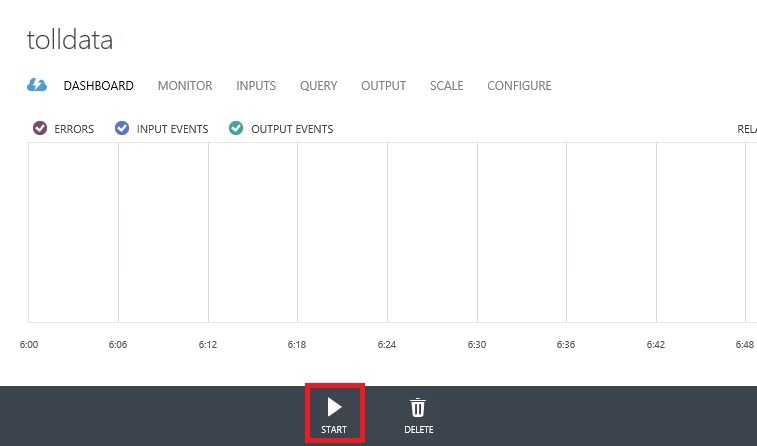 tolldata
DASHBOARD MONITOR INPUTS QUERY OUTPUT SCALE CONFIGURE
ERRORS INPUT EVENTS OUTPUT EVENTS RELA
6:00 6:06 6:12 6:18 6:24 6:30 6:36 6:42 6:48
START DELETE